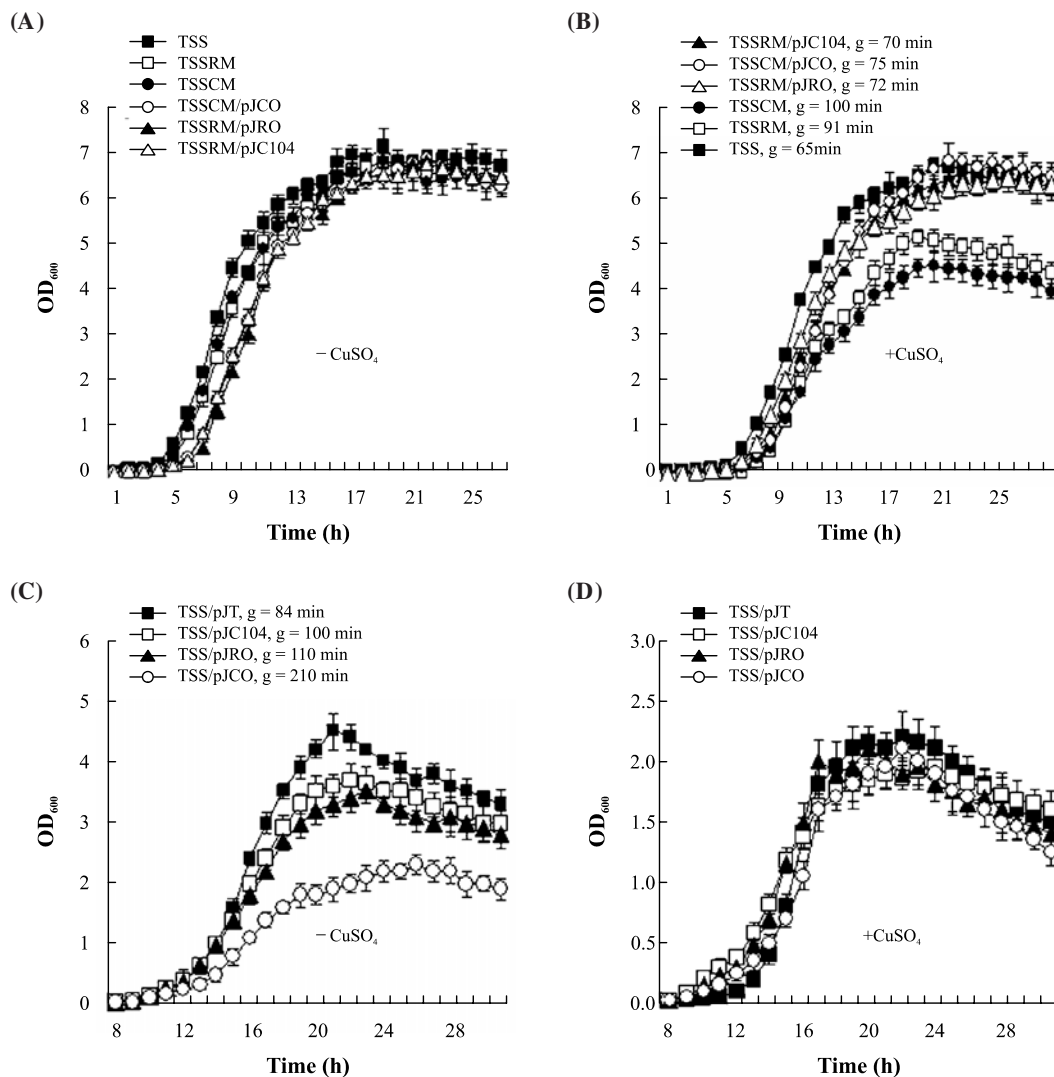 (A)
TSS
TSSRM
TSSCM
TSSCM/pJCO
TSSRM/pJRO
TSSRM/pJC104
8
7
6
5
4
3
2
1
0
OD600
− CuSO4
1 5 9 13 17 21 25
Time (h)
(B)
TSSRM/pJC104, g = 70 min
TSSCM/pJCO, g = 75 min
TSSRM/pJRO, g = 72 min
TSSCM, g = 100 min
TSSRM, g = 91 min
TSS, g = 65min
8
7
6
5
4
3
2
1
0
OD600
+CuSO4
1 5 9 13 17 21 25
Time (h)
(C)
TSS/pJT, g = 84 min
TSS/pJC104, g = 100 min
TSS/pJRO, g = 110 min
TSS/pJCO, g = 210 min
6
5
4
3
2
1
0
OD600
− CuSO4
8 12 16 20 24 28
Time (h)
(D)
TSS/pJT
TSS/pJC104
TSS/pJRO
TSS/pJCO
3.0
2.5
2.0
1.5
1.0
0.5
0.0
OD600
+CuSO4
8 12 16 20 24 28
Time (h)